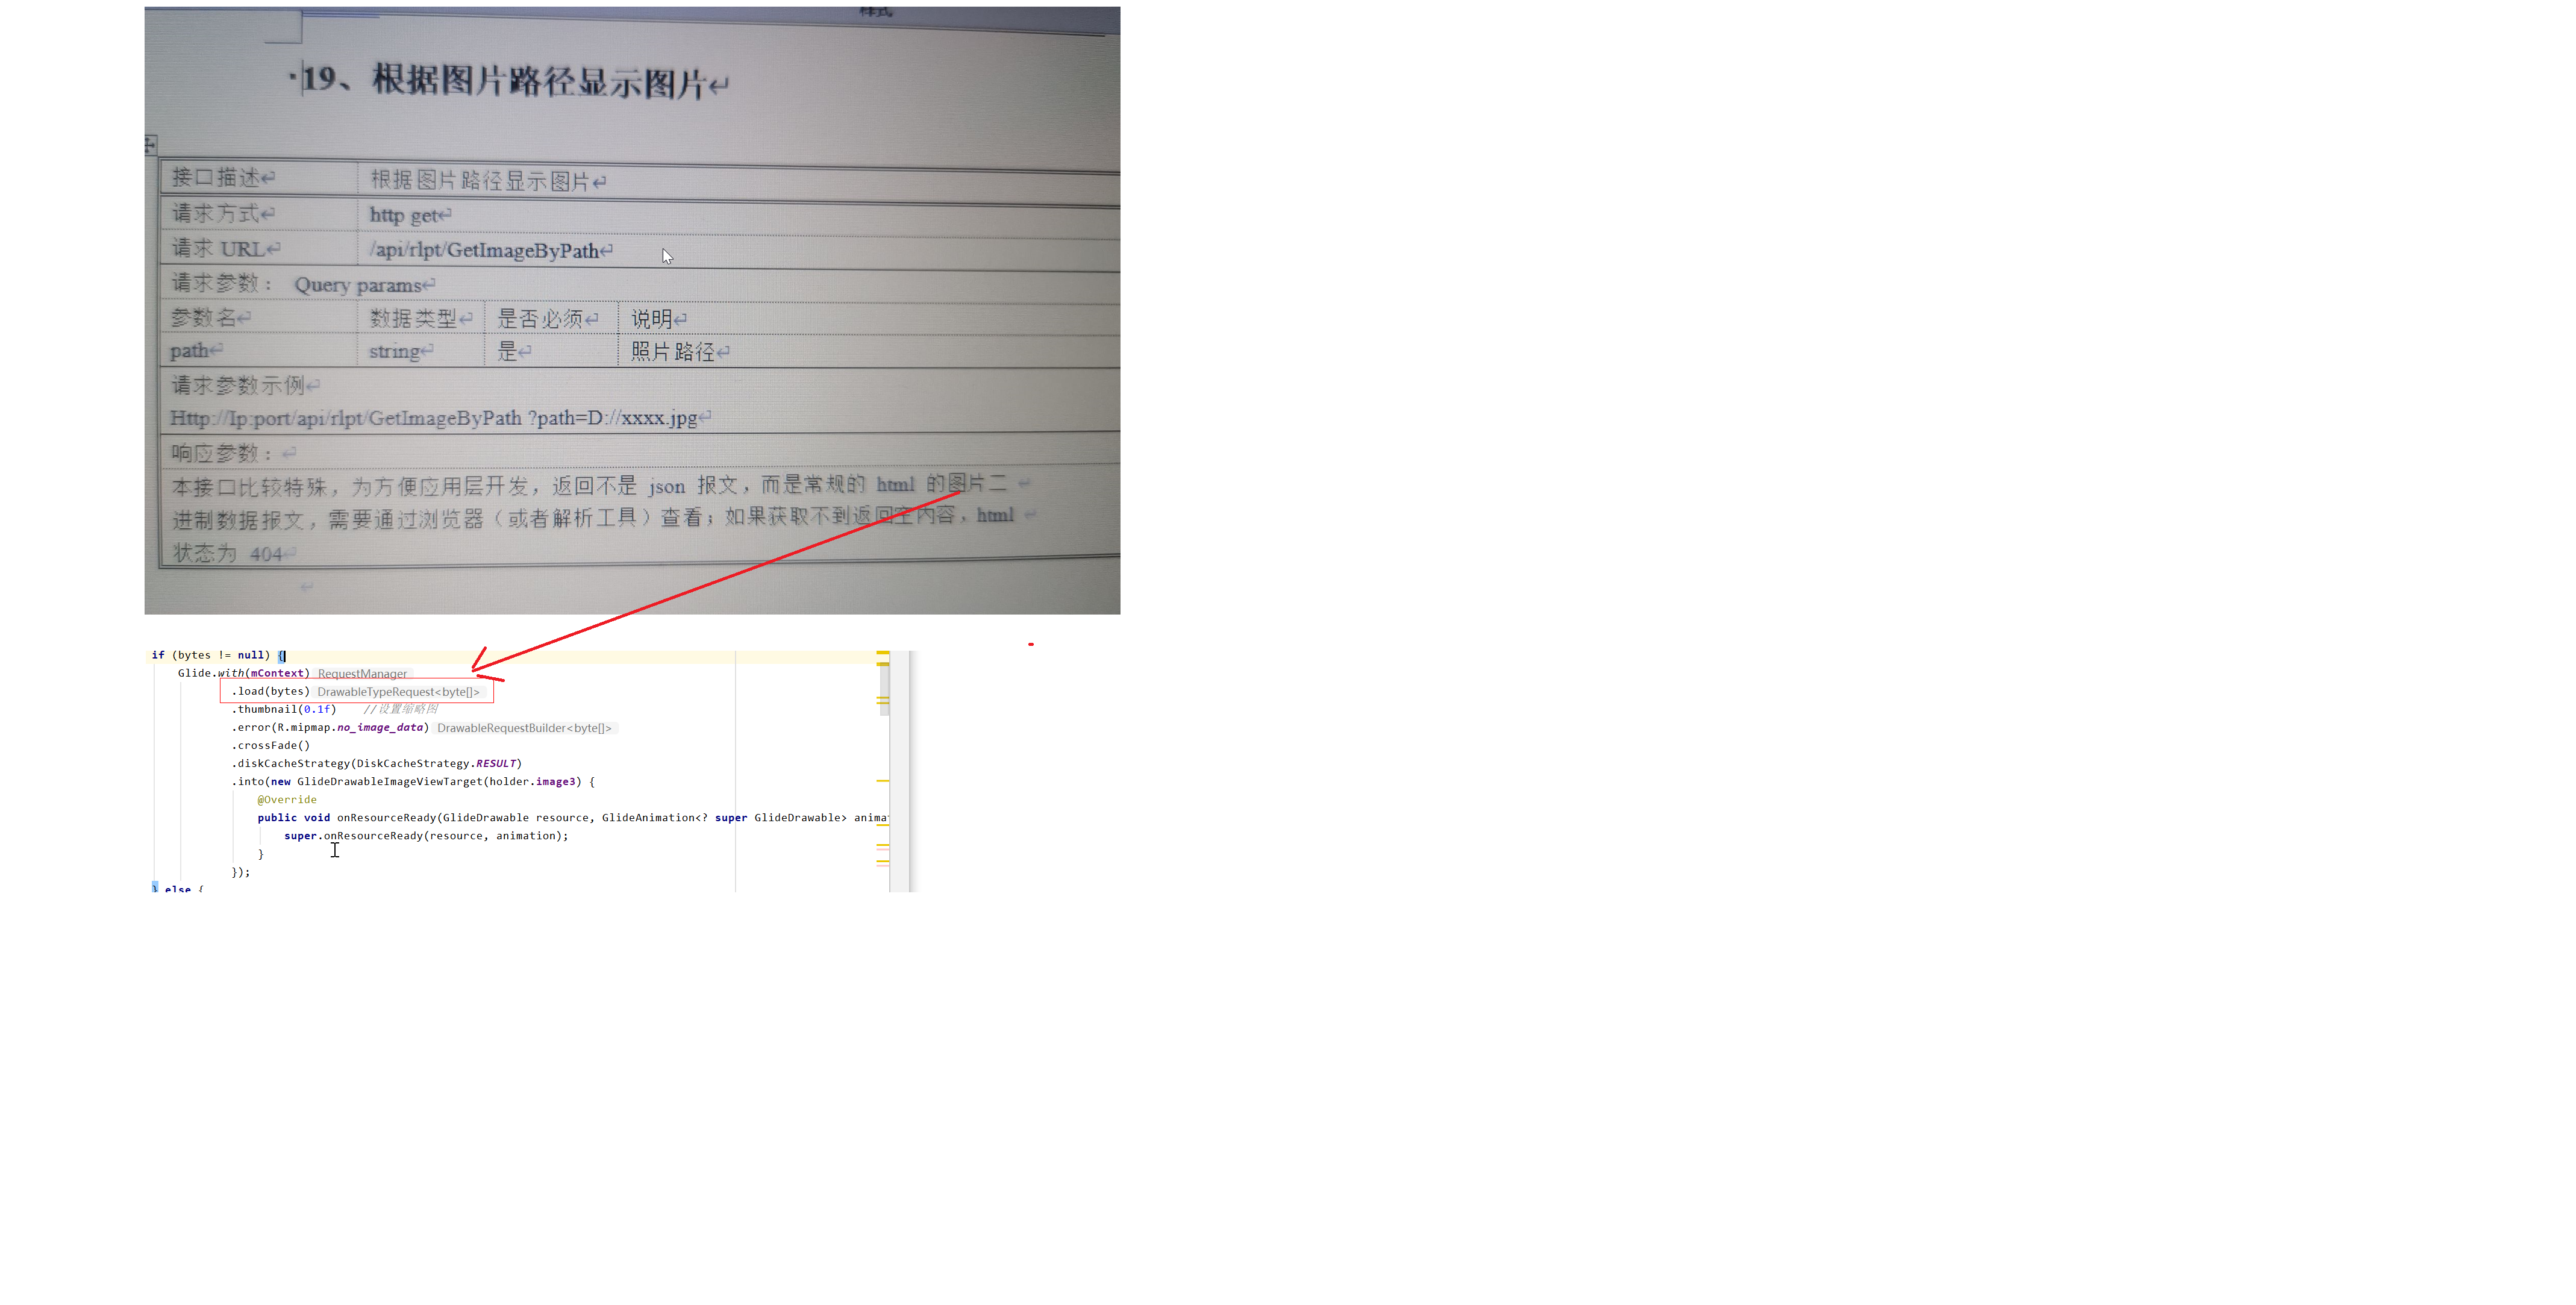 样式
·19、根据图片路径显示图片↵
接口描述↵ 根据图片路径显示图片↵
请求方式↵ http get↵
请求 URL↵ /api/rlpt/GetImageByPath↵
请求参数： Query params↵
参数名↵ 数据类型↵ 是否必须↵ 说明↵
path↵ string↵ 是↵ 照片路径↵
请求参数示例↵
Http://Ip:port/api/rlpt/GetImageByPath ?path=D://xxxx.jpg↵
响应参数：↵
本接口比较特殊，为方便应用层开发，返回不是 json 报文，而是常规的 html 的图片二↵
进制数据报文，需要通过浏览器（或者解析工具）查看；如果获取不到返回空内容，html↵
状态为 404↵
↵
if (bytes != null) {
Glide.with(mContext) RequestManager
.load(bytes) DrawableTypeRequest<byte[]>
.thumbnail(0.1f) //设置缩略图
.error(R.mipmap.no_image_data) DrawableRequestBuilder<byte[]>
.crossFade()
.diskCacheStrategy(DiskCacheStrategy.RESULT)
.into(new GlideDrawableImageViewTarget(holder.image3) {
@Override
public void onResourceReady(GlideDrawable resource, GlideAnimation<? super GlideDrawable> anima
super.onResourceReady(resource, animation);
}
});
} else {